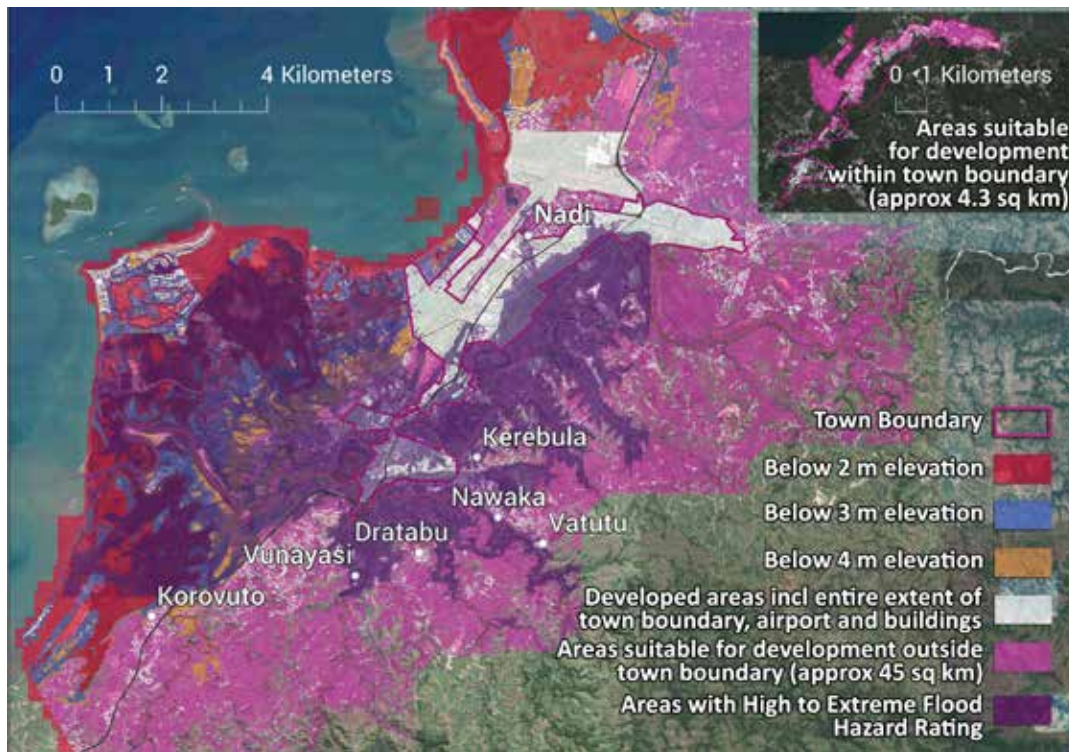 0 1 2 4 Kilometers
0 1 Kilometers
Areas suitable
for development
within town boundary
(approx 4.3 sq km)
Nadi
Kerebula
Nawaka
Vatutu
Dratabu
Vunayasi
Korovuto
Town Boundary
Below 2 m elevation
Below 3 m elevation
Below 4 m elevation
Developed areas incl entire extent of
town boundary, airport and buildings
Areas suitable for development outside
town boundary (approx 45 sq km)
Areas with High to Extreme Flood
Hazard Rating